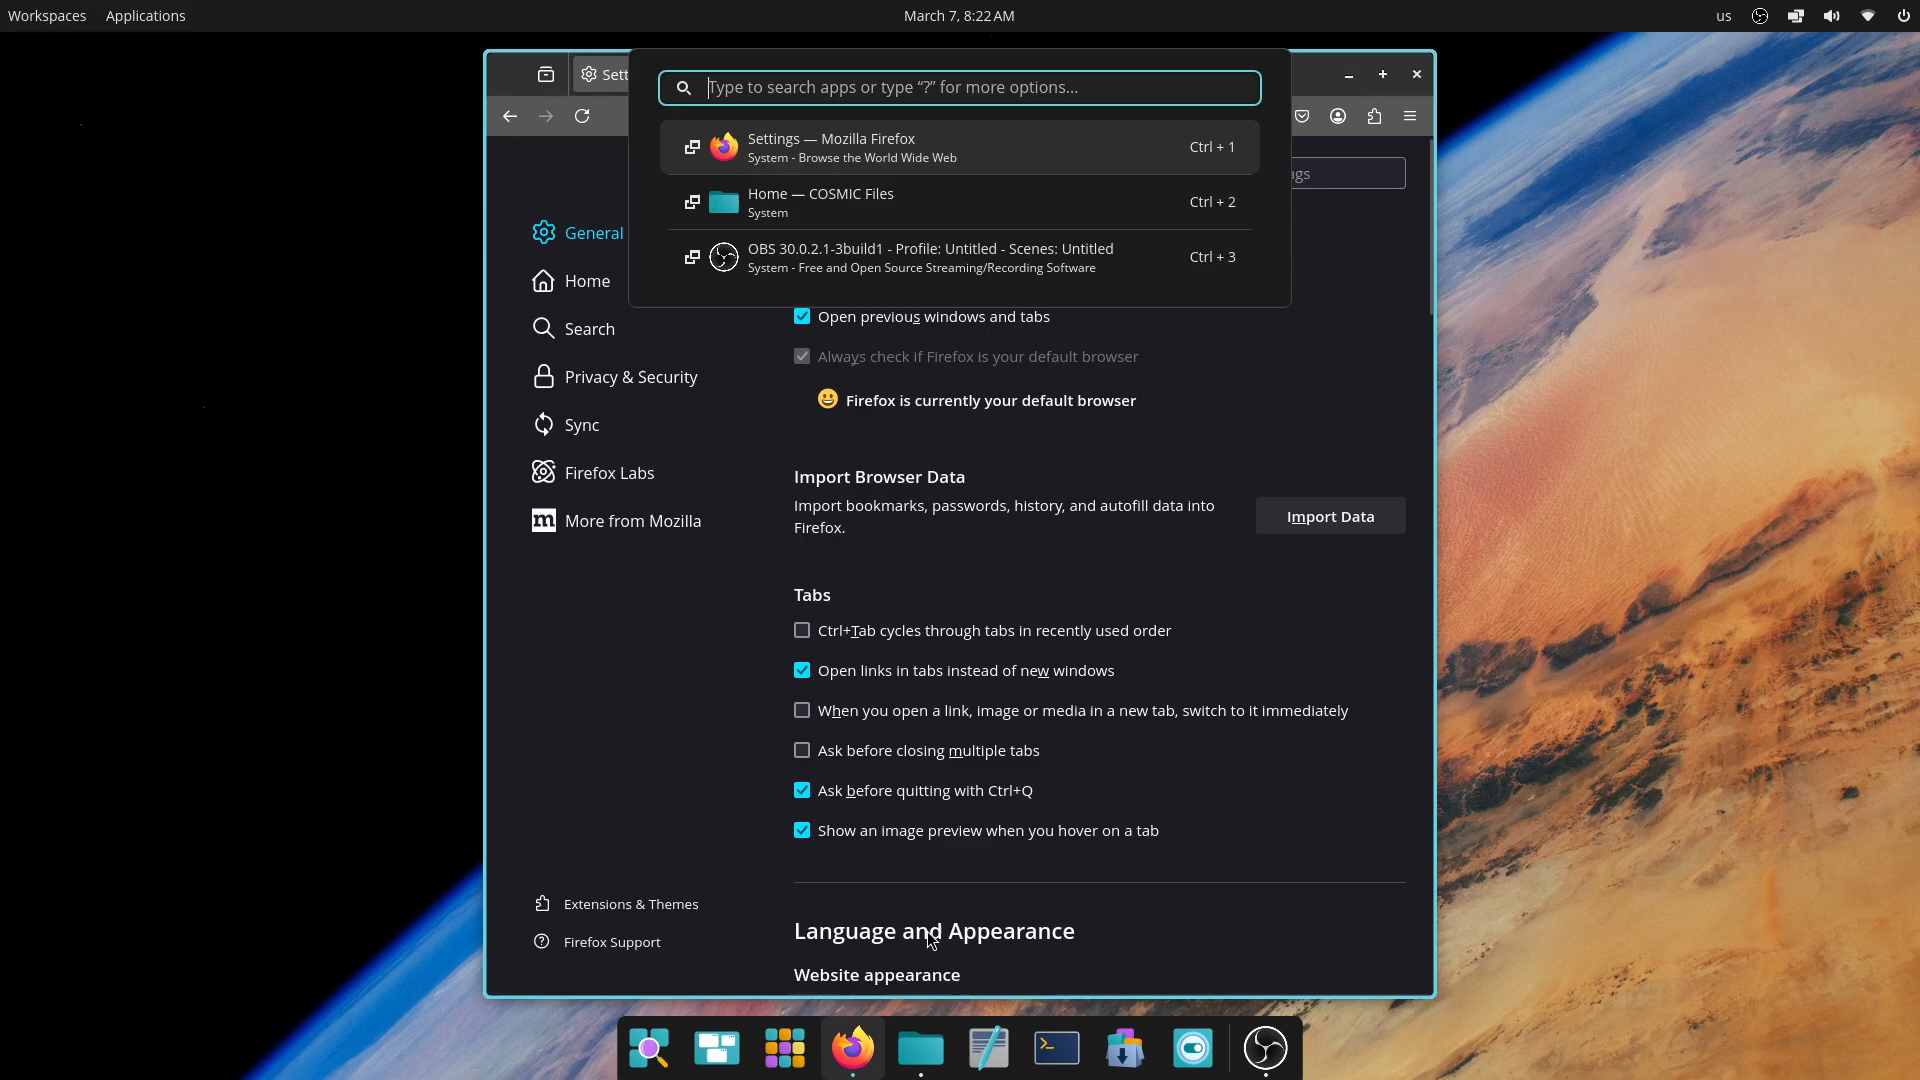 Workspaces Applications March 7, 8:22 AM us
Sett
Type to search apps or type “?” for more options...
Settings — Mozilla Firefox
System - Browse the World Wide Web
Ctrl + 1
Home — COSMIC Files
System
Ctrl + 2
OBS 30.0.2.1-3build1 - Profile: Untitled - Scenes: Untitled
System - Free and Open Source Streaming/Recording Software
Ctrl + 3
ngs
General
Home
Search
Privacy & Security
Sync
Firefox Labs
More from Mozilla
Extensions & Themes
Firefox Support
Open previous windows and tabs
Always check if Firefox is your default browser
Firefox is currently your default browser
Import Browser Data
Import bookmarks, passwords, history, and autofill data into
Firefox.
Import Data
Tabs
Ctrl+Tab cycles through tabs in recently used order
Open links in tabs instead of new windows
When you open a link, image or media in a new tab, switch to it immediately
Ask before closing multiple tabs
Ask before quitting with Ctrl+Q
Show an image preview when you hover on a tab
Language and Appearance
Website appearance